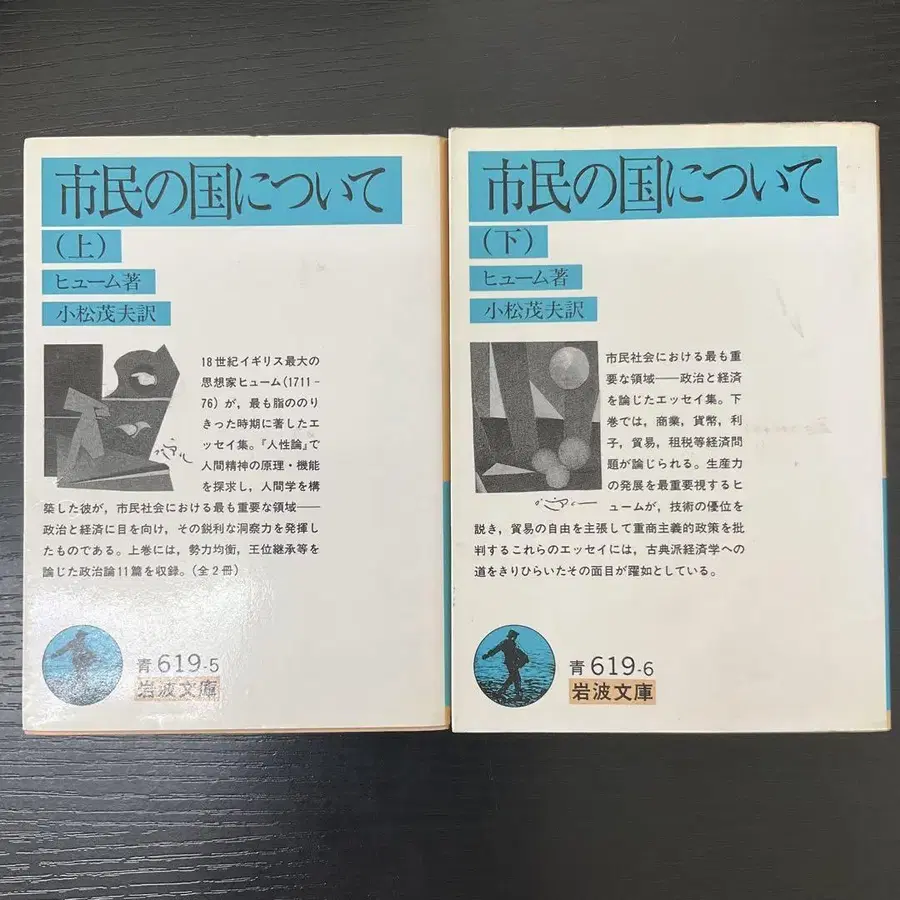 市民の国について
(上)
ヒューム著
小松茂夫訳
18世紀イギリス最大の
思想家ヒューム(1711-
76)が，最も脂ののり
きった時期に著したエ
ッセイ集。『人性論』で
人間精神の原理・機能
を探求し，人間学を構
築した彼が，市民社会における最も重要な領域──
政治と経済に目を向け，その鋭利な洞察力を発揮し
たものである。上巻には，勢力均衡，王位継承等を
論じた政治論11篇を収録。(全2冊)
青619-5
岩波文庫
市民の国について
(下)
ヒューム著
小松茂夫訳
市民社会における最も重
要な領域──政治と経済
を論じたエッセイ集。下
巻では，商業，貨幣，利
子，貿易，租税等経済問
題が論じられる。生産力
の発展を最重要視するヒ
ュームが，技術の優位を
説き，貿易の自由を主張して重商主義的政策を批
判するこれらのエッセイには，古典派経済学への
道をきりひらいたその面目が躍如としている。
青619-6
岩波文庫